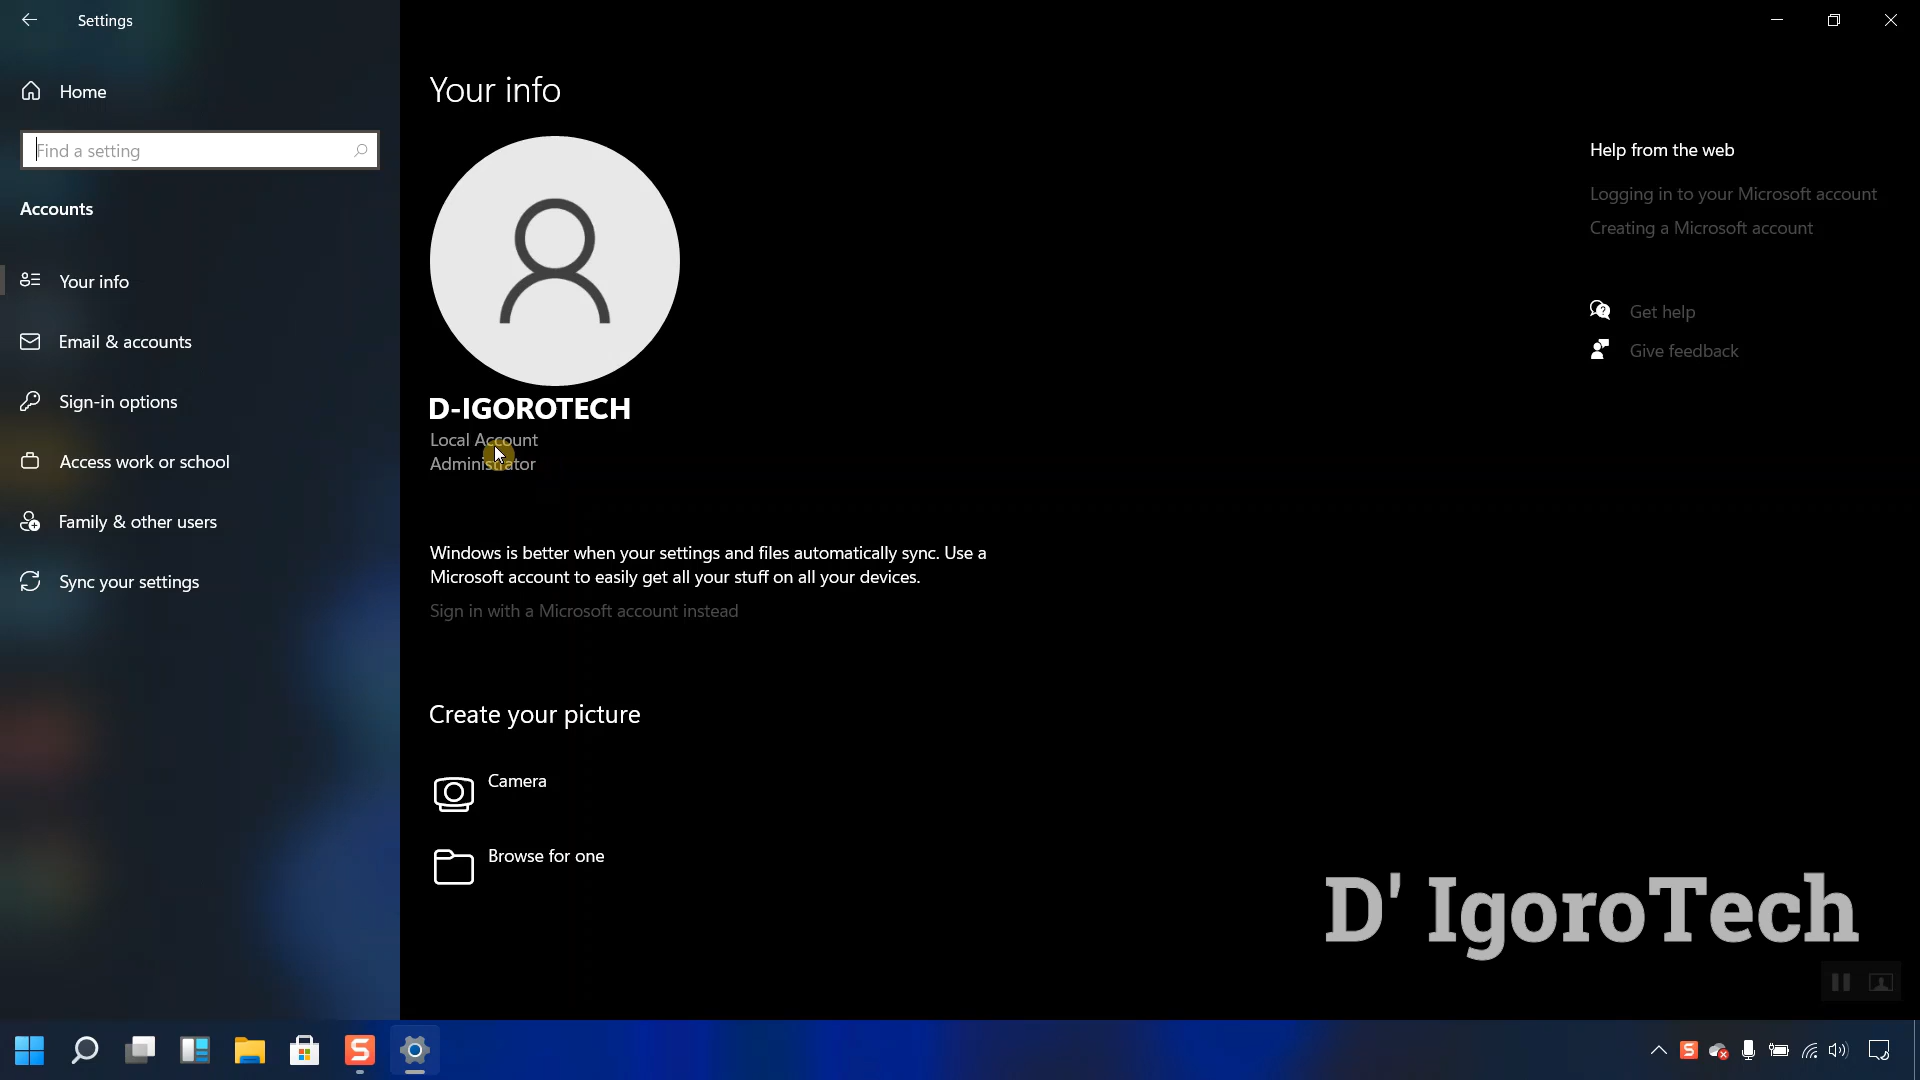 Settings
Home
Find a setting
Accounts
Your info
Email & accounts
Sign-in options
Access work or school
Family & other users
Sync your settings
Your info
D-IGOROTECH
Local Account
Administrator
Windows is better when your settings and files automatically sync. Use a
Microsoft account to easily get all your stuff on all your devices.
Sign in with a Microsoft account instead
Create your picture
Camera
Browse for one
Help from the web
Logging in to your Microsoft account
Creating a Microsoft account
Get help
Give feedback
D' IgoroTech
S
S